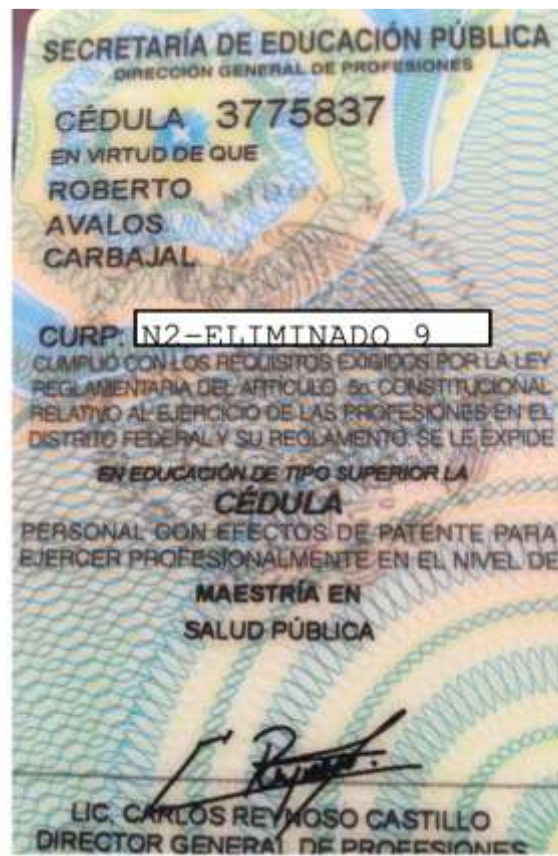 SECRETARÍA DE EDUCACIÓN PÚBLICA
DIRECCIÓN GENERAL DE PROFESIONES
CÉDULA 3775837
EN VIRTUD DE QUE
ROBERTO
AVALOS
CARBAJAL
CURP: N2-ELIMINADO 9
CUMPLIÓ CON LOS REQUISITOS EXIGIDOS POR LA LEY
REGLAMENTARIA DEL ARTÍCULO 5o. CONSTITUCIONAL
RELATIVO AL EJERCICIO DE LAS PROFESIONES EN EL
DISTRITO FEDERAL Y SU REGLAMENTO, SE LE EXPIDE
EN EDUCACIÓN DE TIPO SUPERIOR LA
CÉDULA
PERSONAL CON EFECTOS DE PATENTE PARA
EJERCER PROFESIONALMENTE EN EL NIVEL DE
MAESTRÍA EN
SALUD PÚBLICA
LIC. CARLOS REYNOSO CASTILLO
DIRECTOR GENERAL DE PROFESIONES